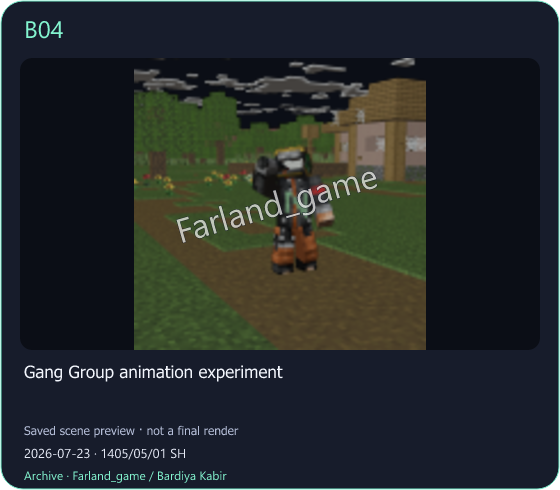 B04
Farland_game
Gang Group animation experiment
Saved scene preview · not a final render
2026-07-23 · 1405/05/01 SH
Archive · Farland_game / Bardiya Kabir